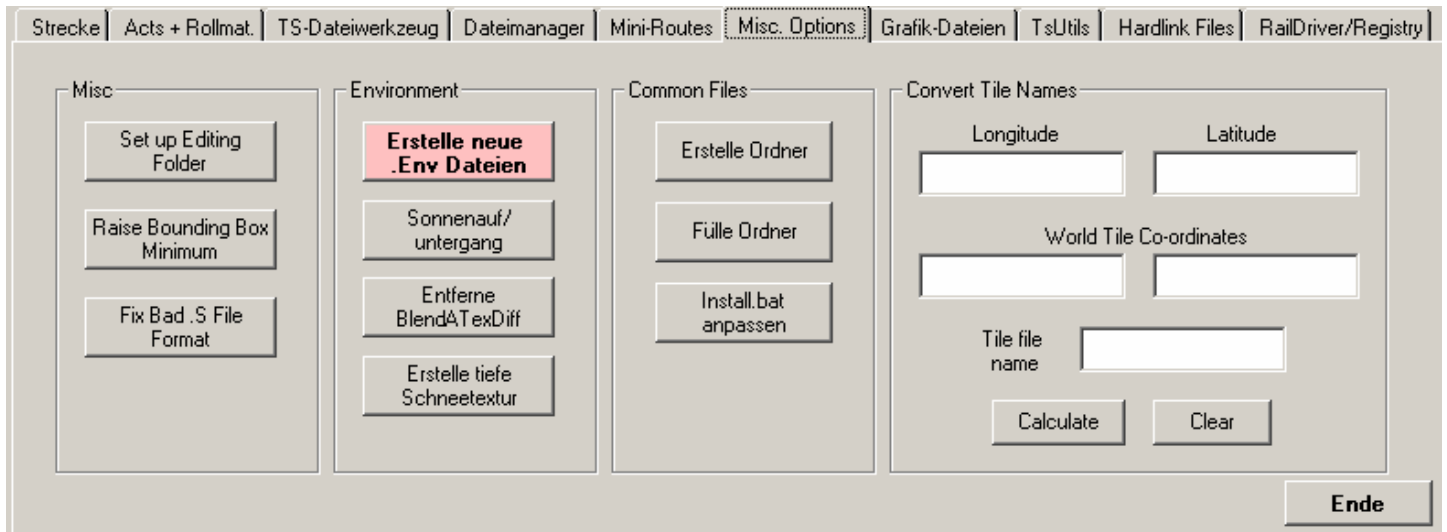 Strecke Acts + Rollmat. TS-Dateiwerkzeug Dateimanager Mini-Routes Misc. Options Grafik-Dateien TsUtils Hardlink Files RailDriver/Registry
Misc
Set up Editing
Folder
Raise Bounding Box
Minimum
Fix Bad .S File
Format
Environment
Erstelle neue
.Env Dateien
Sonnenauf/
untergang
Entferne
BlendATexDiff
Erstelle tiefe
Schneetextur
Common Files
Erstelle Ordner
Fülle Ordner
Install.bat
anpassen
Convert Tile Names
Longitude Latitude
World Tile Co-ordinates
Tile file
name
Calculate Clear
Ende